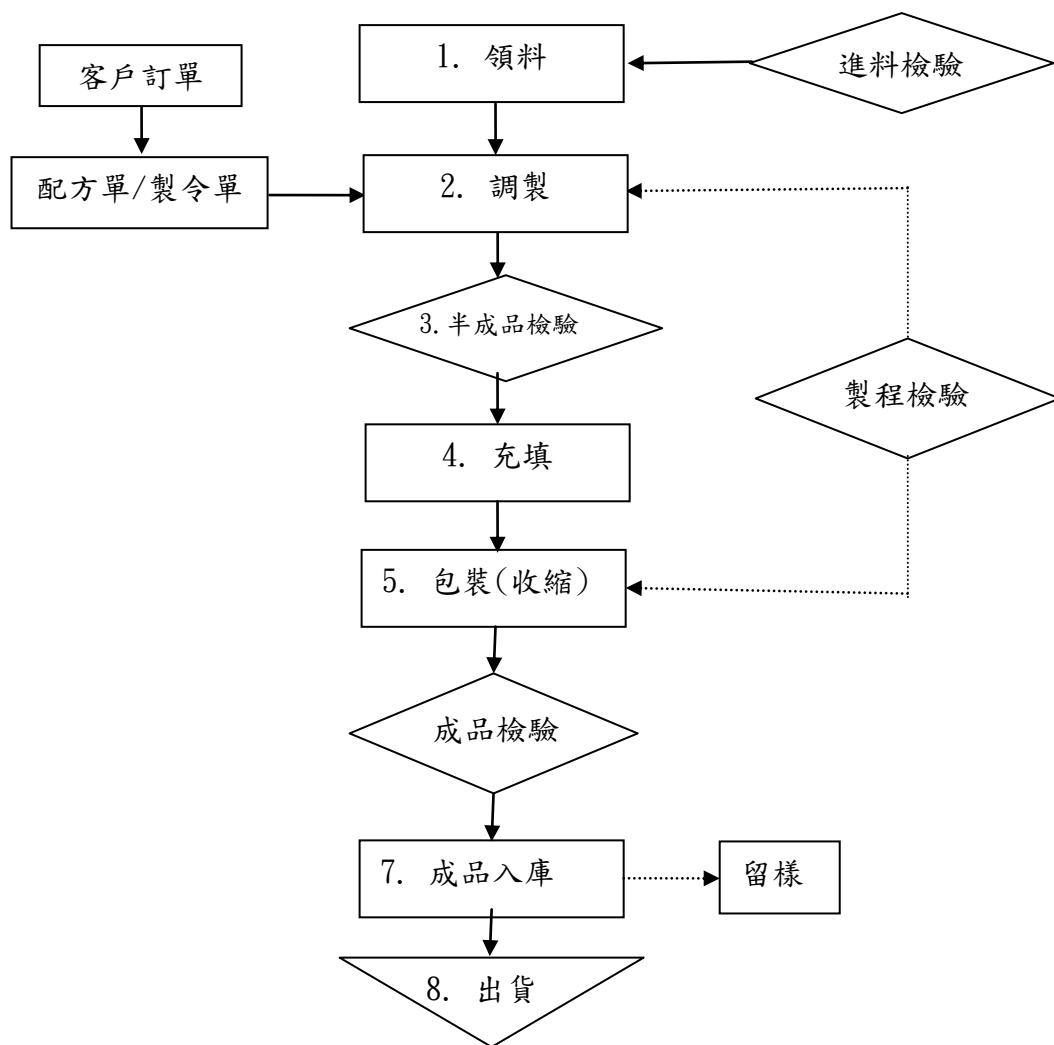 1. 領料
進料檢驗
客戶訂單
配方單/製令單
2. 調製
3.半成品檢驗
製程檢驗
4. 充填
5. 包裝(收縮)
成品檢驗
7. 成品入庫
留樣
8. 出貨